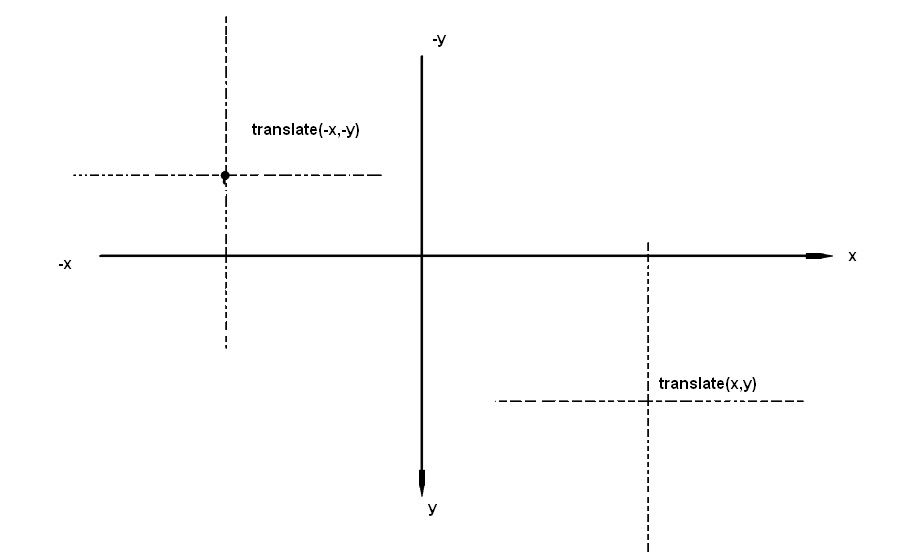 -y
translate(-x,-y)
-x
x
translate(x,y)
y